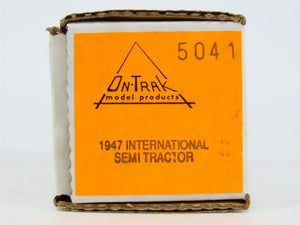 5041
ON-TRAK
model products
1947 INTERNATIONAL
SEMI TRACTOR